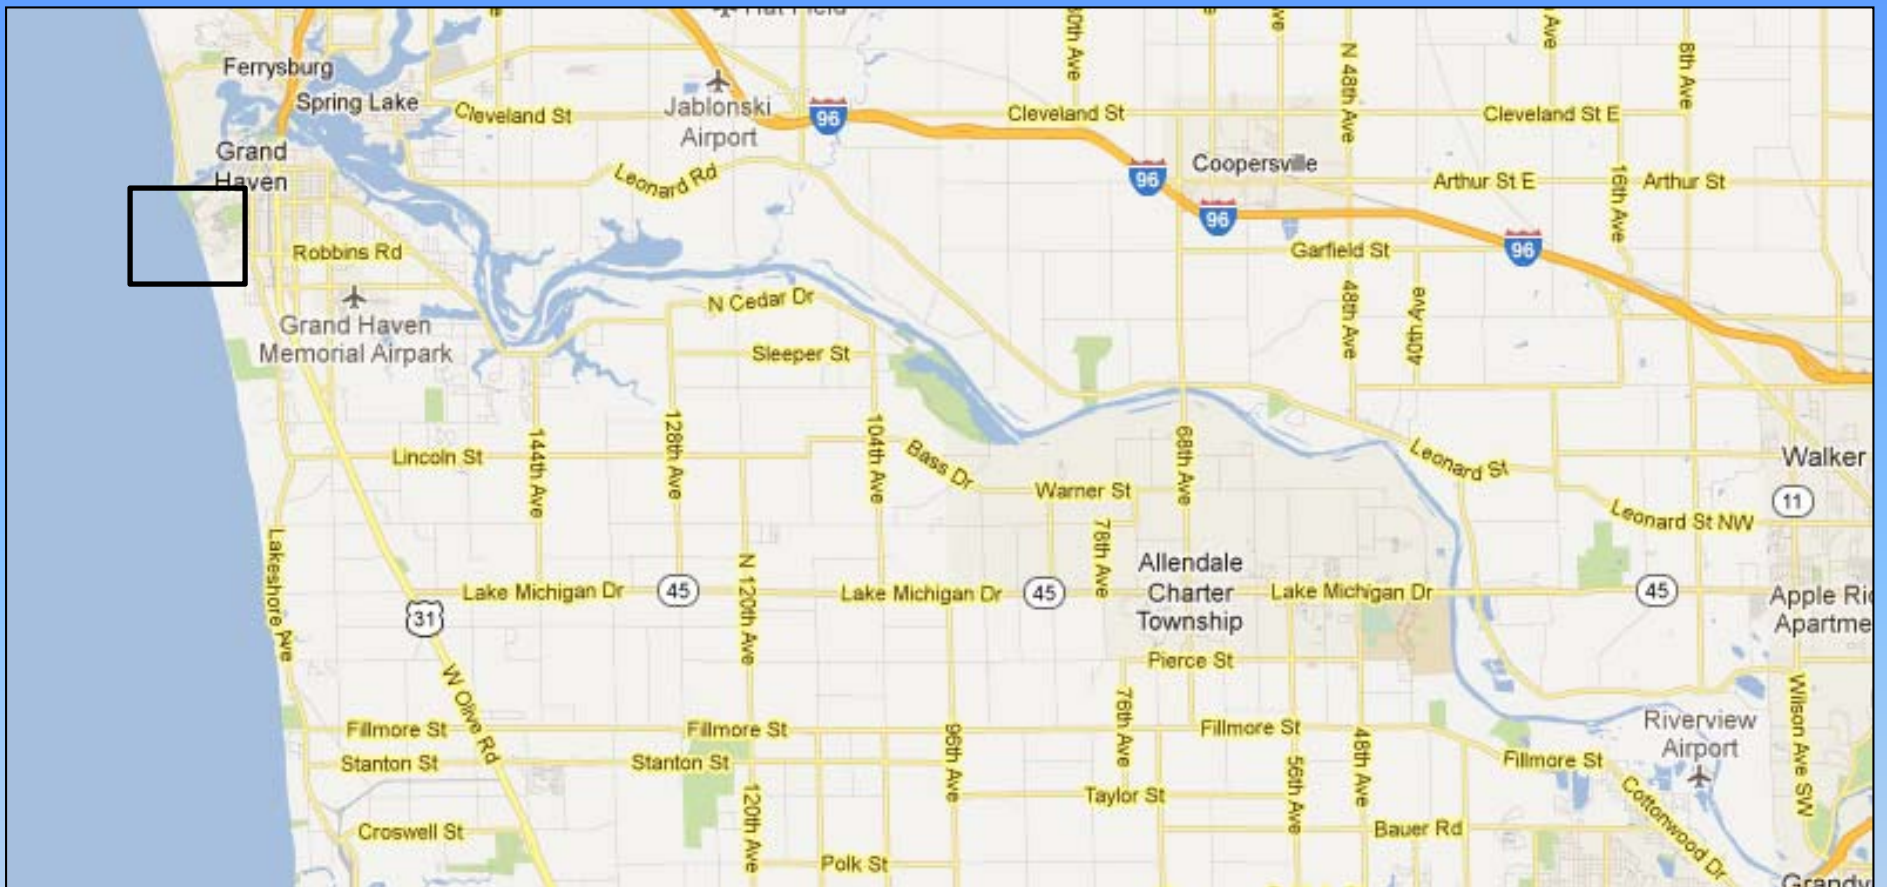 Ferrysburg
Spring Lake
Grand
Haven
Cleveland St
Jablonski
Airport
96
Cleveland St
N 48th Ave
Cleveland St E
8th Ave
Leonard Rd
96
Coopersville
Arthur St E
16th Ave
Arthur St
96
96
Robbins Rd
Garfield St
N Cedar Dr
48th Ave
40th Ave
Grand Haven
Memorial Airpark
Sleeper St
144th Ave
128th Ave
104th Ave
68th Ave
Lincoln St
Bass Dr
Warner St
78th Ave
Leonard St
Walker
11
Leonard St NW
Lakeshore Ave
31
Lake Michigan Dr
45
N 120th Ave
Lake Michigan Dr
45
Allendale
Charter
Township
Lake Michigan Dr
45
Apple Ri
Apartme
Pierce St
W Olive Rd
76th Ave
Wilson Ave SW
Riverview
Airport
Fillmore St
Fillmore St
Fillmore St
Fillmore St
96th Ave
48th Ave
56th Ave
Stanton St
Stanton St
120th Ave
Taylor St
Cottonwood Dr
Croswell St
Bauer Rd
Polk St